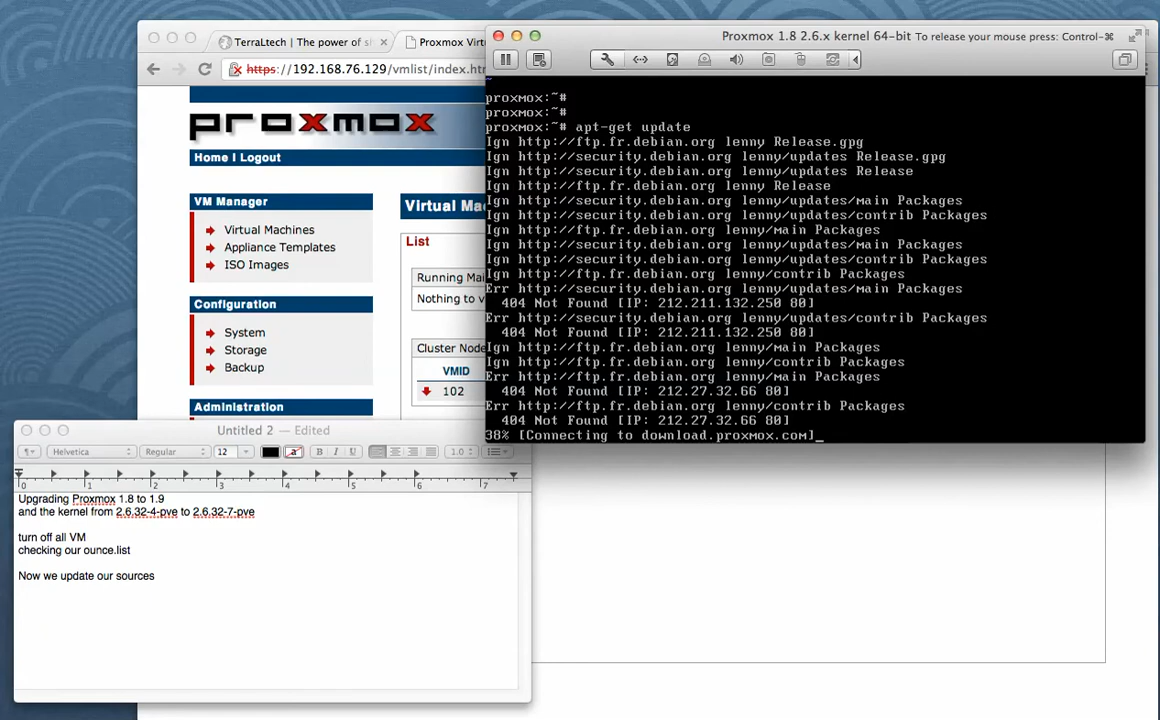 TerraLtech | The power of s
Proxmox Virt
https://192.168.76.129/vmlist/index.ht
proxmox
Home I Logout
VM Manager
Virtual Machines
Appliance Templates
ISO Images
Configuration
System
Storage
Backup
Administration
Virtual Ma
List
Running Mai
Nothing to v
Cluster Node
VMID
102
Proxmox 1.8 2.6.x kernel 64-bit To release your mouse press: Control-⌘
~
proxmox:~#
proxmox:~#
proxmox:~# apt-get update
Ign http://ftp.fr.debian.org lenny Release.gpg
Ign http://security.debian.org lenny/updates Release.gpg
Ign http://security.debian.org lenny/updates Release
Ign http://ftp.fr.debian.org lenny Release
Ign http://security.debian.org lenny/updates/main Packages
Ign http://security.debian.org lenny/updates/contrib Packages
Ign http://ftp.fr.debian.org lenny/main Packages
Ign http://security.debian.org lenny/updates/main Packages
Ign http://security.debian.org lenny/updates/contrib Packages
Ign http://ftp.fr.debian.org lenny/contrib Packages
Err http://security.debian.org lenny/updates/main Packages
404 Not Found [IP: 212.211.132.250 80]
Err http://security.debian.org lenny/updates/contrib Packages
404 Not Found [IP: 212.211.132.250 80]
Ign http://ftp.fr.debian.org lenny/main Packages
Ign http://ftp.fr.debian.org lenny/contrib Packages
Err http://ftp.fr.debian.org lenny/main Packages
404 Not Found [IP: 212.27.32.66 80]
Err http://ftp.fr.debian.org lenny/contrib Packages
404 Not Found [IP: 212.27.32.66 80]
38% [Connecting to download.proxmox.com]_
Untitled 2 — Edited
¶ Helvetica Regular 12 a B I U 1.0
0 1 2 3 4 5 6 7
Upgrading Proxmox 1.8 to 1.9
and the kernel from 2.6.32-4-pve to 2.6.32-7-pve
turn off all VM
checking our ounce.list
Now we update our sources